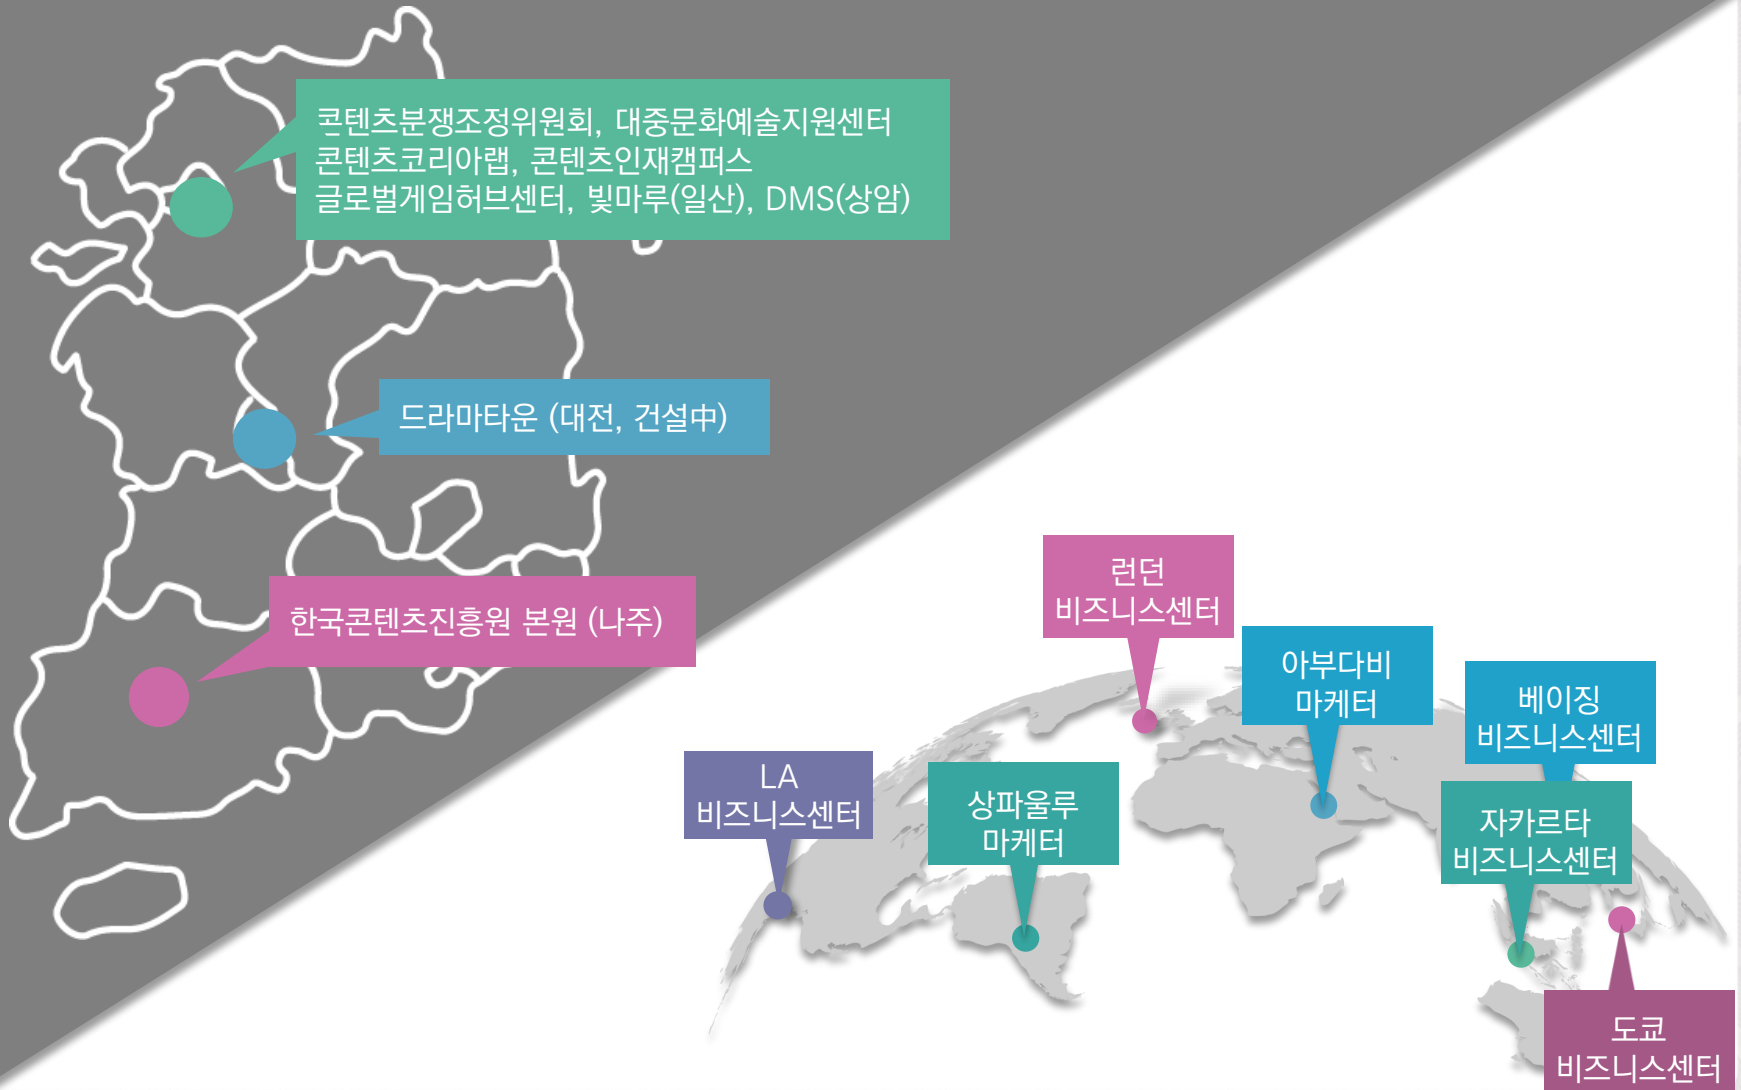 콘텐츠분쟁조정위원회, 대중문화예술지원센터
콘텐츠코리아랩, 콘텐츠인재캠퍼스
글로벌게임허브센터, 빛마루(일산), DMS(상암)
드라마타운 (대전, 건설中)
한국콘텐츠진흥원 본원 (나주)
런던
비즈니스센터
아부다비
마케터
베이징
비즈니스센터
LA
비즈니스센터
상파울루
마케터
자카르타
비즈니스센터
도쿄
비즈니스센터